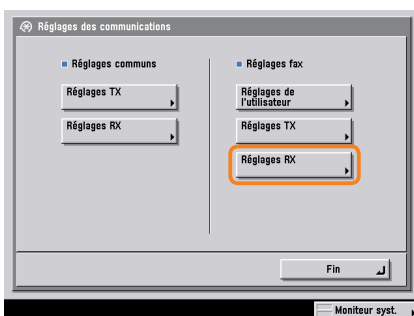 Réglages des communications
Réglages communs
Réglages TX
Réglages RX
Réglages fax
Réglages de
l'utilisateur
Réglages TX
Réglages RX
Fin
Moniteur syst.